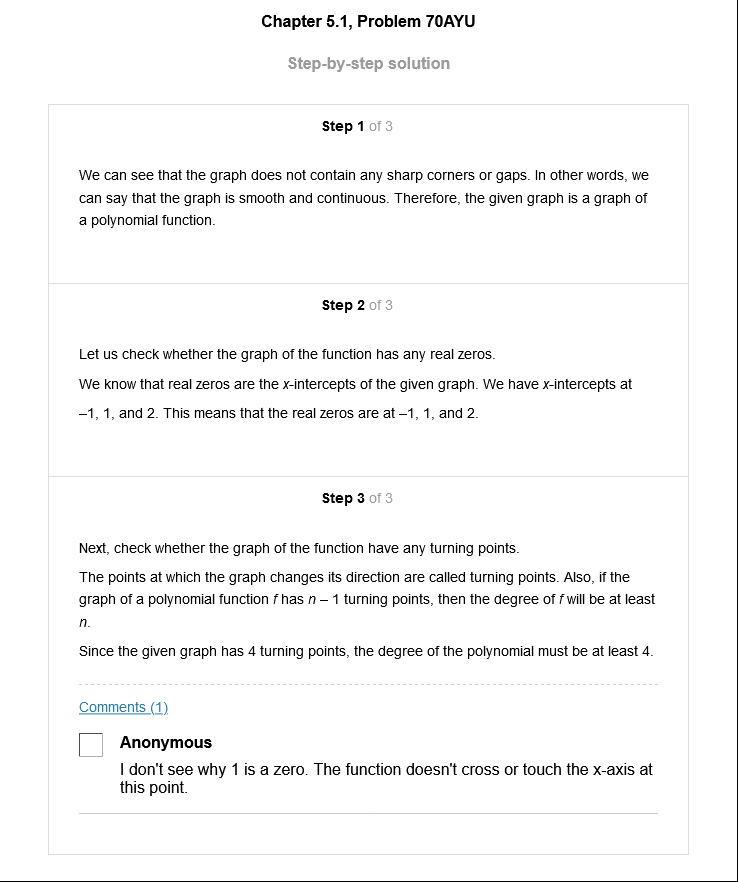 Chapter 5.1, Problem 70AYU
Step-by-step solution
Step 1 of 3
We can see that the graph does not contain any sharp corners or gaps. In other words, we
can say that the graph is smooth and continuous. Therefore, the given graph is a graph of
a polynomial function.
Step 2 of 3
Let us check whether the graph of the function has any real zeros.
We know that real zeros are the x-intercepts of the given graph. We have x-intercepts at
–1, 1, and 2. This means that the real zeros are at –1, 1, and 2.
Step 3 of 3
Next, check whether the graph of the function have any turning points.
The points at which the graph changes its direction are called turning points. Also, if the
graph of a polynomial function f has n – 1 turning points, then the degree of f will be at least
n.
Since the given graph has 4 turning points, the degree of the polynomial must be at least 4.
Comments (1)
Anonymous
I don't see why 1 is a zero. The function doesn't cross or touch the x-axis at
this point.